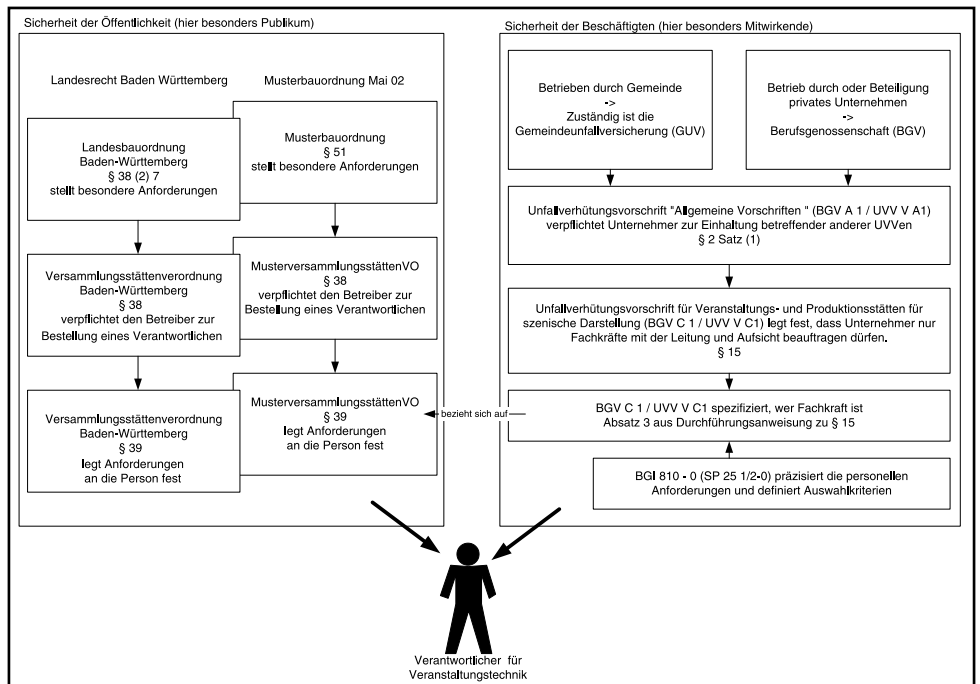 Sicherheit der Öffentlichkeit (hier besonders Publikum)
Landesrecht Baden Württemberg
Landesbauordnung
Baden-Württemberg
§ 38 (2) 7
stellt besondere Anforderungen
Versammlungsstättenverordnung
Baden-Württemberg
§ 38
verpflichtet den Betreiber zur
Bestellung eines Verantwortlichen
Versammlungsstättenverordnung
Baden-Württemberg
§ 39
legt Anforderungen
an die Person fest
Musterbauordnung Mai 02
Musterbauordnung
§ 51
stellt besondere Anforderungen
MusterversammlungsstättenVO
§ 38
verpflichtet den Betreiber zur
Bestellung eines Verantwortlichen
MusterversammlungsstättenVO
§ 39
legt Anforderungen
an die Person fest
bezieht sich auf
Sicherheit der Beschäftigten (hier besonders Mitwirkende)
Betrieben durch Gemeinde
->
Zuständig ist die
Gemeindeunfallversicherung (GUV)
Betrieb durch oder Beteiligung
privates Unternehmen
->
Berufsgenossenschaft (BGV)
Unfallverhütungsvorschrift "Allgemeine Vorschriften " (BGV A 1 / UVV V A1)
verpflichtet Unternehmer zur Einhaltung betreffender anderer UVVen
§ 2 Satz (1)
Unfallverhütungsvorschrift für Veranstaltungs- und Produktionsstätten für
szenische Darstellung (BGV C 1 / UVV V C1) legt fest, dass Unternehmer nur
Fachkräfte mit der Leitung und Aufsicht beauftragen dürfen.
§ 15
BGV C 1 / UVV V C1 spezifiziert, wer Fachkraft ist
Absatz 3 aus Durchführungsanweisung zu § 15
BGI 810 - 0 (SP 25 1/2-0) präzisiert die personellen
Anforderungen und definiert Auswahlkriterien
Verantwortlicher für
Veranstaltungstechnik